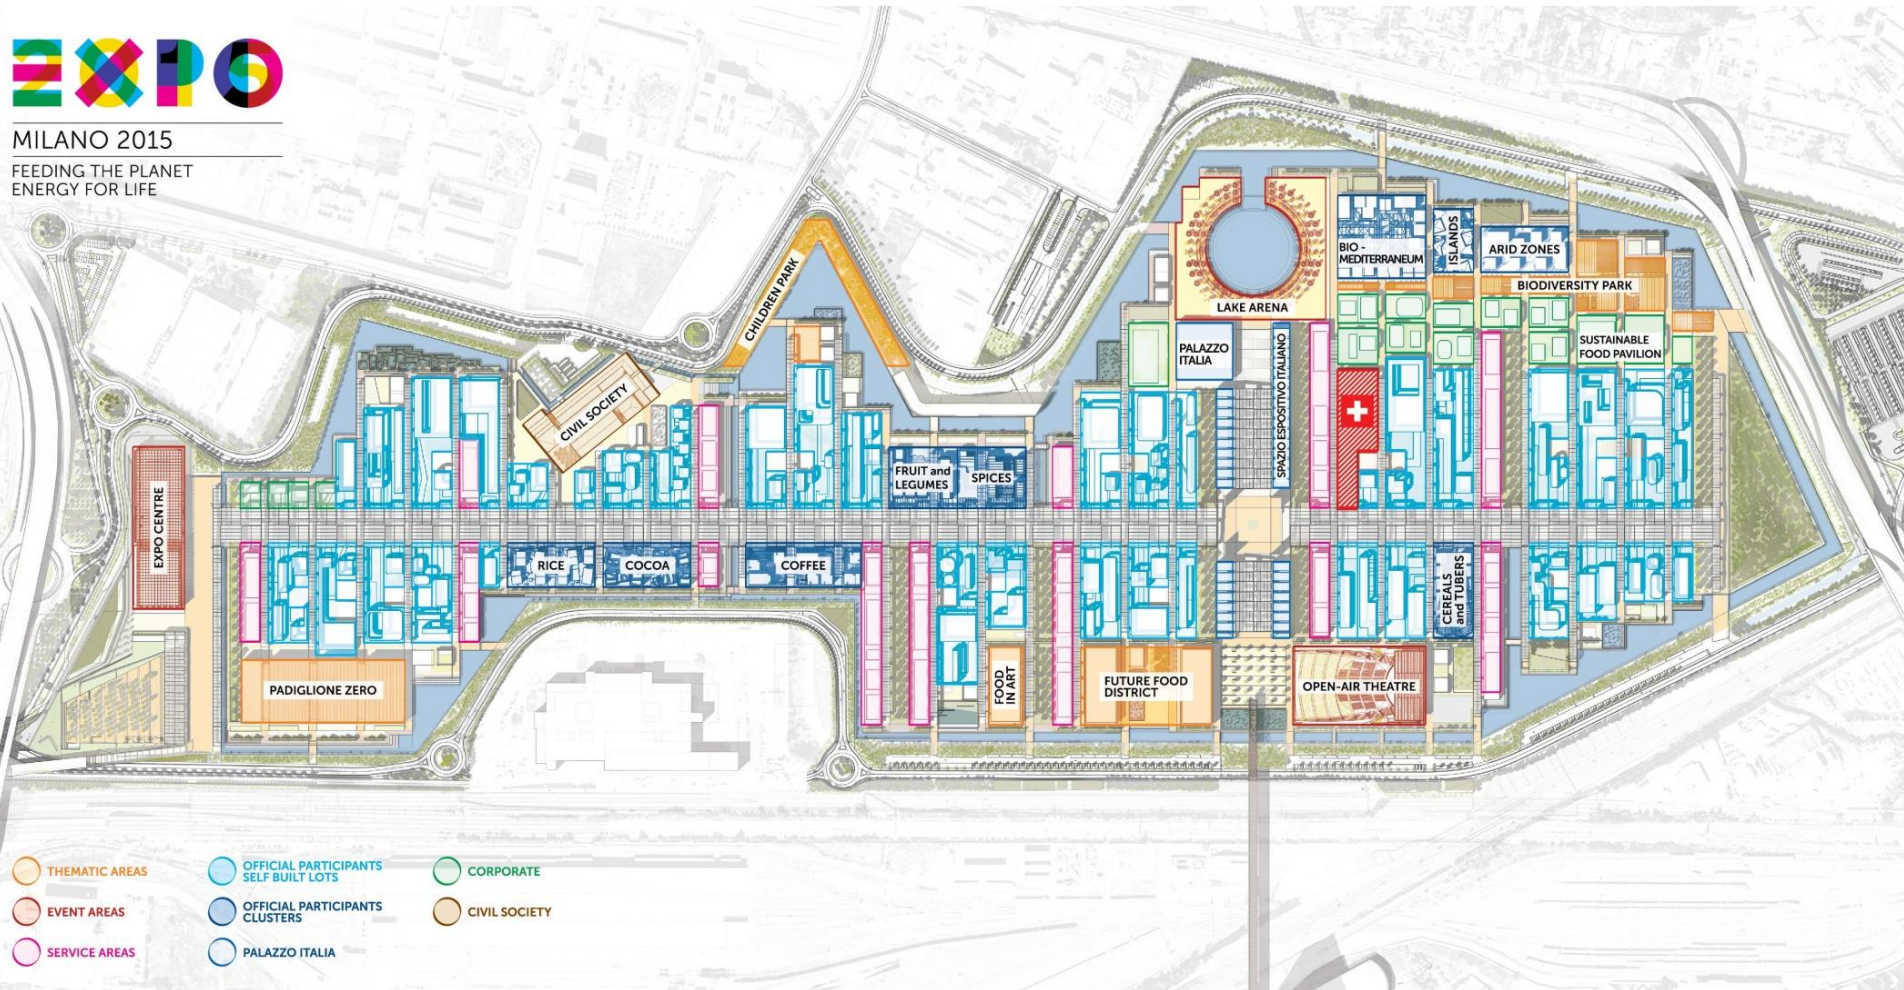 EXPO
MILANO 2015
FEEDING THE PLANET
ENERGY FOR LIFE
CHILDREN PARK
LAKE ARENA
BIO -
MEDITERRANEUM
ISLANDS
ARID ZONES
BIODIVERSITY PARK
PALAZZO
ITALIA
SPAZIO ESPOSITIVO ITALIANO
SUSTAINABLE
FOOD PAVILION
CIVIL SOCIETY
FRUIT and
LEGUMES
SPICES
EXPO CENTRE
RICE
COCOA
COFFEE
CEREALS
and TUBERS
PADIGLIONE ZERO
FOOD
IN ART
FUTURE FOOD
DISTRICT
OPEN-AIR THEATRE
THEMATIC AREAS
EVENT AREAS
SERVICE AREAS
OFFICIAL PARTICIPANTS
SELF BUILT LOTS
OFFICIAL PARTICIPANTS
CLUSTERS
PALAZZO ITALIA
CORPORATE
CIVIL SOCIETY